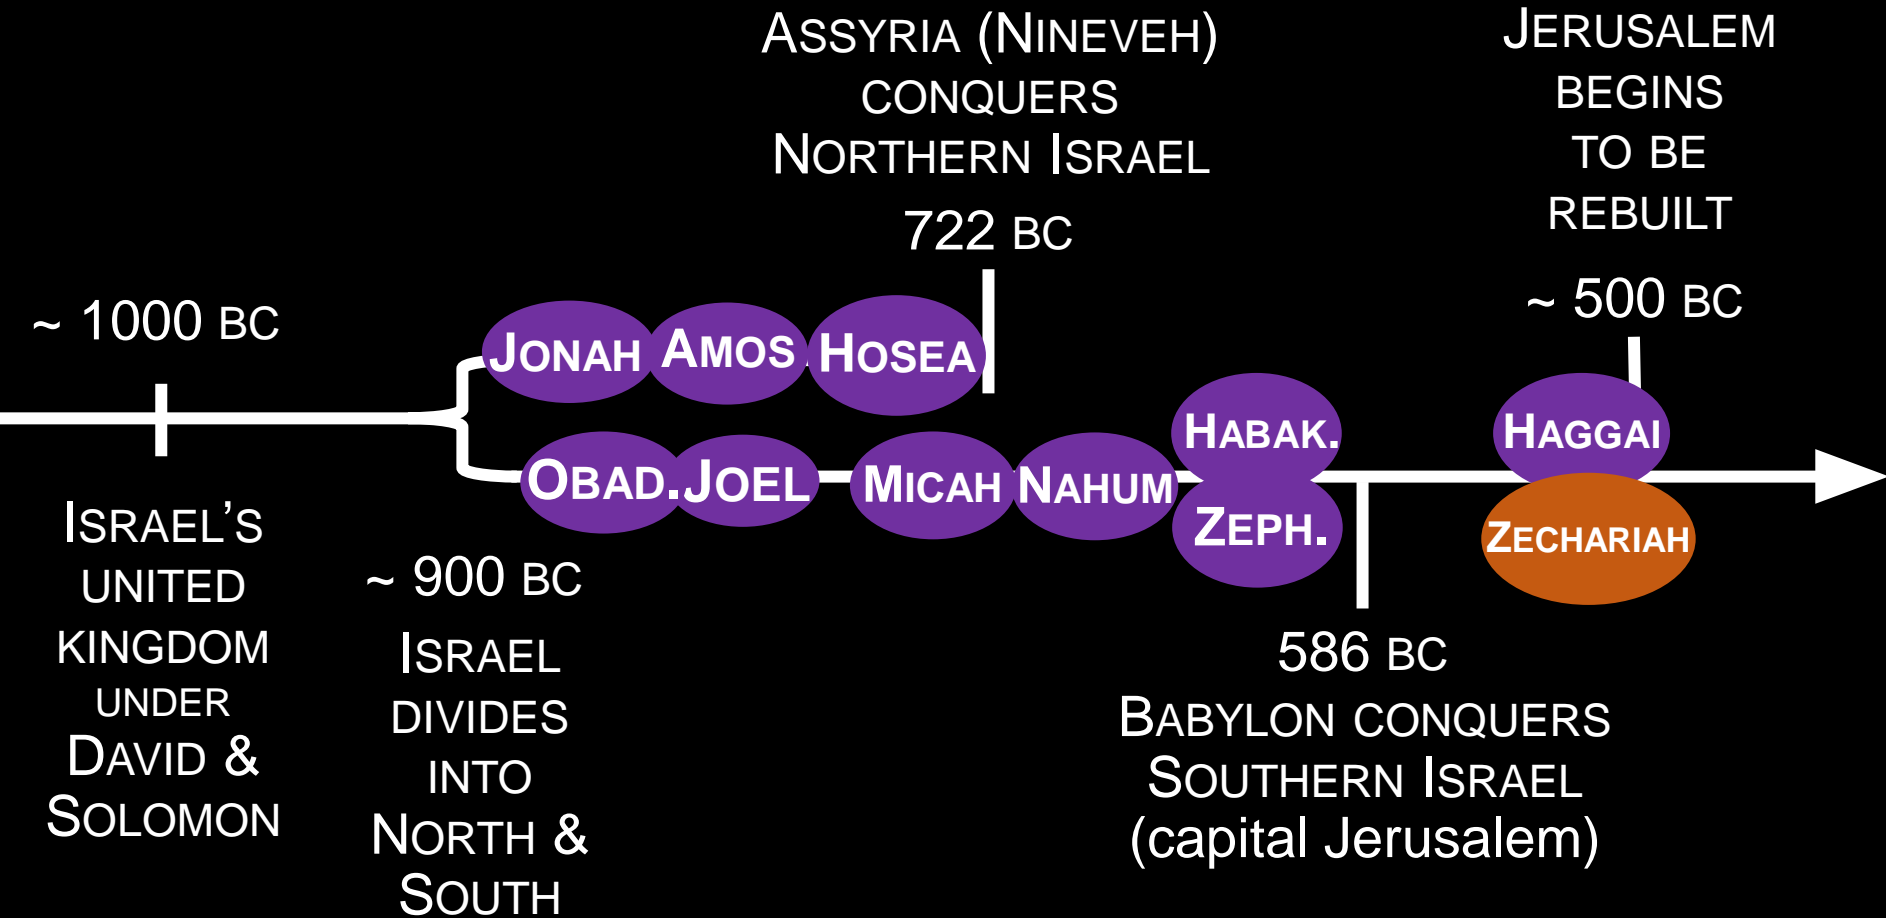 ~ 1000 BC
ISRAEL’S
UNITED
KINGDOM
UNDER
DAVID &
SOLOMON
~ 900 BC
ISRAEL
DIVIDES
INTO
NORTH &
SOUTH
ASSYRIA (NINEVEH)
CONQUERS
NORTHERN ISRAEL
722 BC
JONAH AMOS HOSEA
OBAD. JOEL MICAH NAHUM
HABAK.
ZEPH.
586 BC
BABYLON CONQUERS
SOUTHERN ISRAEL
(capital Jerusalem)
JERUSALEM
BEGINS
TO BE
REBUILT
~ 500 BC
HAGGAI
ZECHARIAH